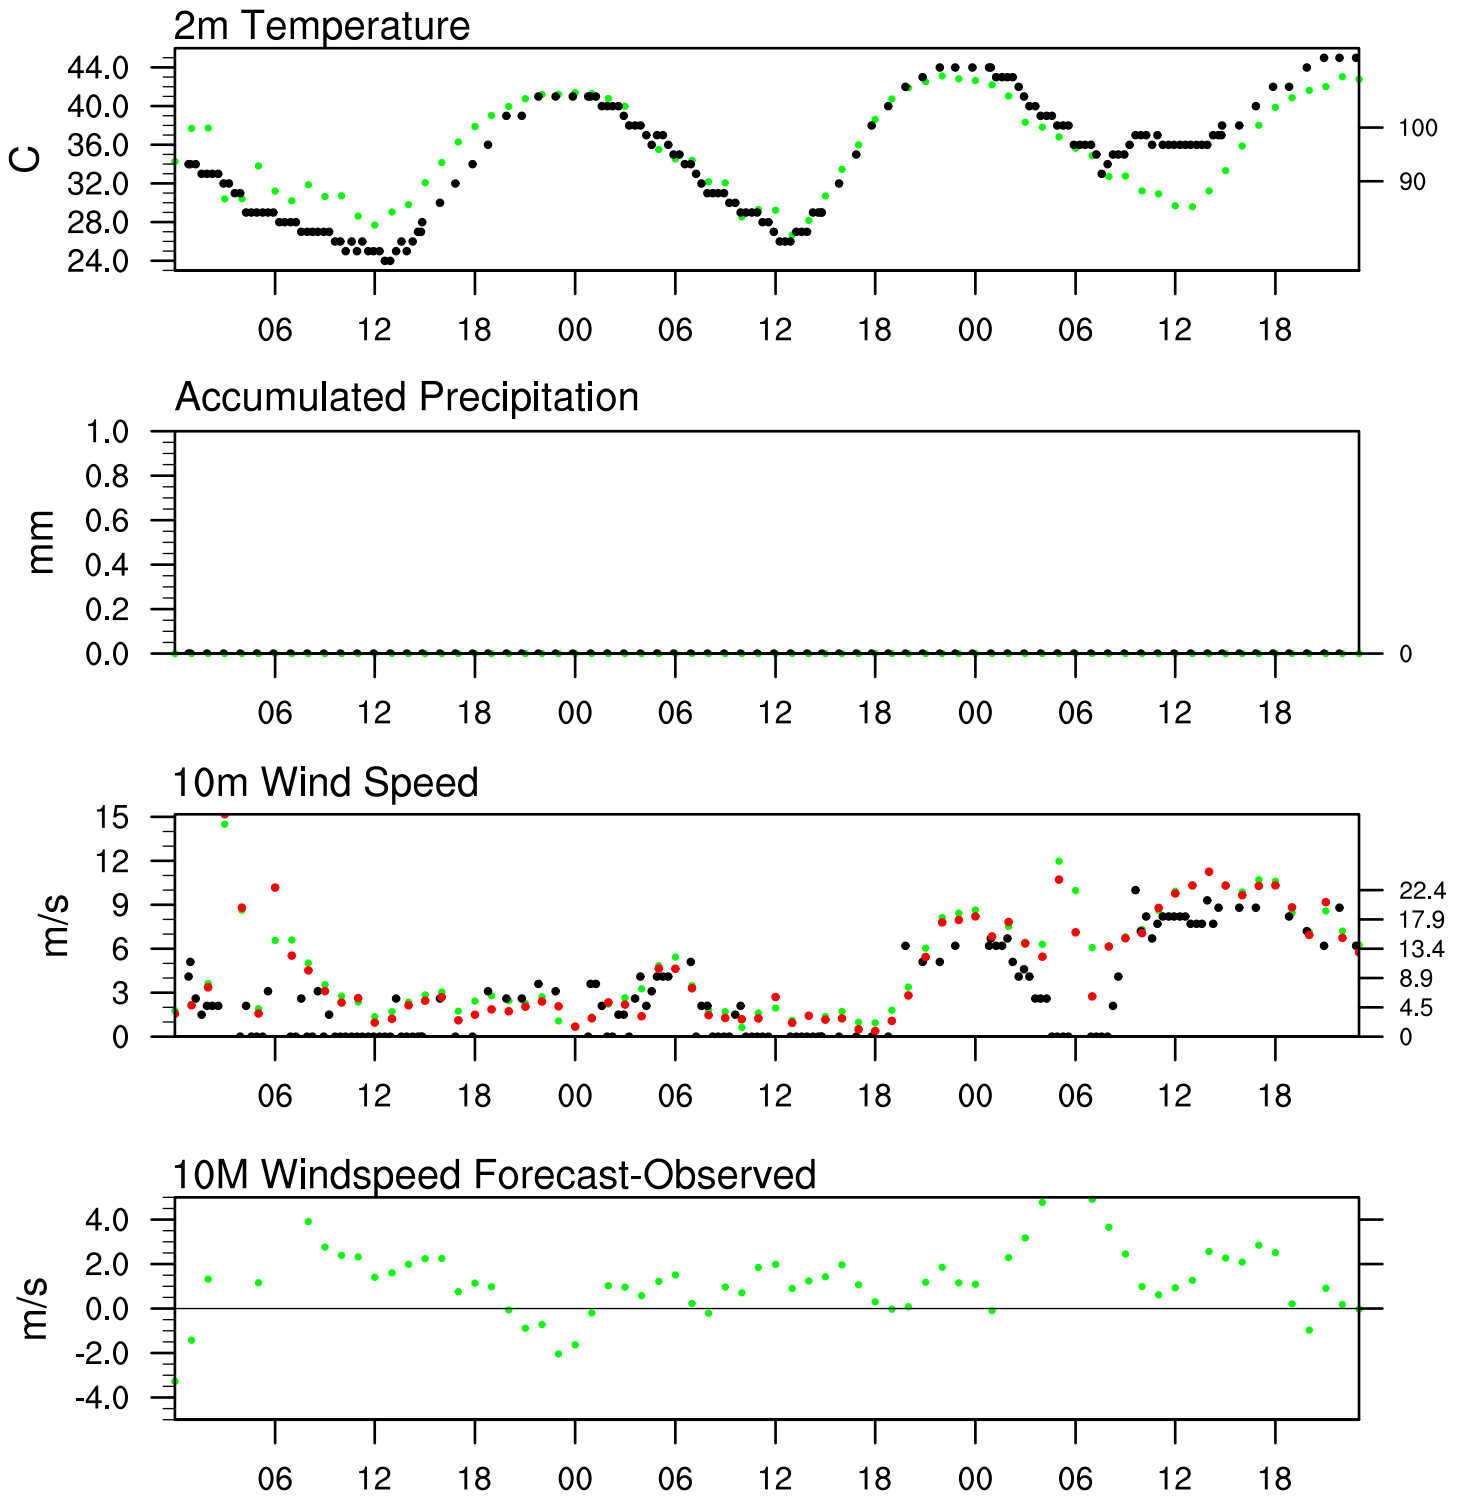 2m Temperature
44.0
40.0
36.0
32.0
28.0
24.0
C
100
90
06 12 18 00 06 12 18 00 06 12 18
Accumulated Precipitation
1.0
0.8
0.6
0.4
0.2
0.0
mm
0
06 12 18 00 06 12 18 00 06 12 18
10m Wind Speed
15
12
9
6
3
0
m/s
22.4
17.9
13.4
8.9
4.5
0
06 12 18 00 06 12 18 00 06 12 18
10M Windspeed Forecast-Observed
4.0
2.0
0.0
-2.0
-4.0
m/s
06 12 18 00 06 12 18 00 06 12 18